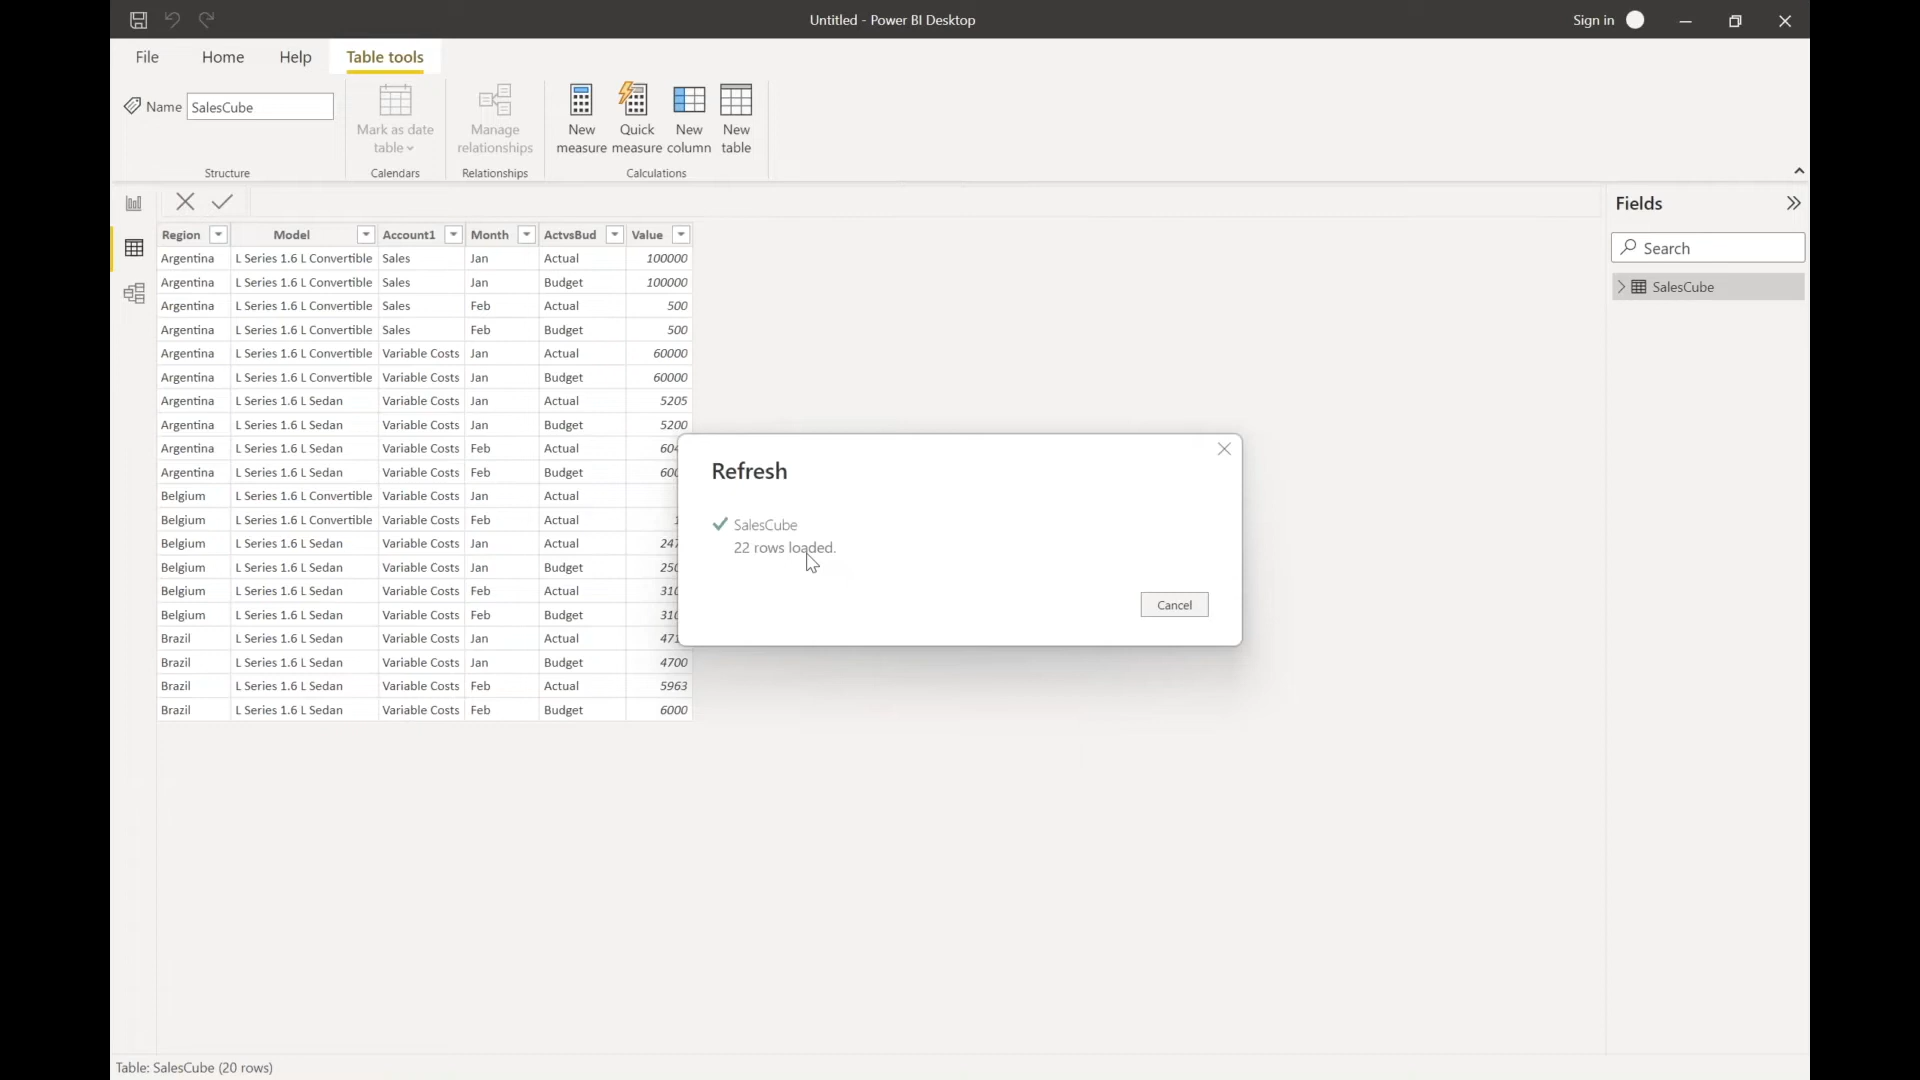 Untitled - Power BI Desktop
Sign in
File Home Help Table tools
Name SalesCube
Mark as date table
Manage relationships
New measure
Quick measure
New column
New table
Structure Calendars Relationships Calculations
Fields
Search
SalesCube
Region Model Account1 Month ActvsBud Value
Argentina L Series 1.6 L Convertible Sales Jan Actual 100000
Argentina L Series 1.6 L Convertible Sales Jan Budget 100000
Argentina L Series 1.6 L Convertible Sales Feb Actual 500
Argentina L Series 1.6 L Convertible Sales Feb Budget 500
Argentina L Series 1.6 L Convertible Variable Costs Jan Actual 60000
Argentina L Series 1.6 L Convertible Variable Costs Jan Budget 60000
Argentina L Series 1.6 L Sedan Variable Costs Jan Actual 5205
Argentina L Series 1.6 L Sedan Variable Costs Jan Budget 5200
Argentina L Series 1.6 L Sedan Variable Costs Feb Actual
Argentina L Series 1.6 L Sedan Variable Costs Feb Budget
Belgium L Series 1.6 L Convertible Variable Costs Jan Actual
Belgium L Series 1.6 L Convertible Variable Costs Feb Actual
Belgium L Series 1.6 L Sedan Variable Costs Jan Actual
Belgium L Series 1.6 L Sedan Variable Costs Jan Budget
Belgium L Series 1.6 L Sedan Variable Costs Feb Actual
Belgium L Series 1.6 L Sedan Variable Costs Feb Budget
Brazil L Series 1.6 L Sedan Variable Costs Jan Actual
Brazil L Series 1.6 L Sedan Variable Costs Jan Budget 4700
Brazil L Series 1.6 L Sedan Variable Costs Feb Actual 5963
Brazil L Series 1.6 L Sedan Variable Costs Feb Budget 6000
Refresh
SalesCube
22 rows loaded.
Cancel
Table: SalesCube (20 rows)